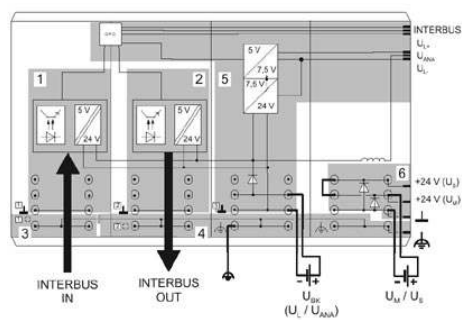 OPC
INTERBUS
UL+
UANA
UL-
1
2
5
5 V
7,5 V
7,5 V
24 V
5 V
24 V
5 V
24 V
6
+24 V (US)
+24 V (UM)
3
4
INTERBUS
IN
INTERBUS
OUT
- +
UBK
(UL / UANA)
- +
UM / US